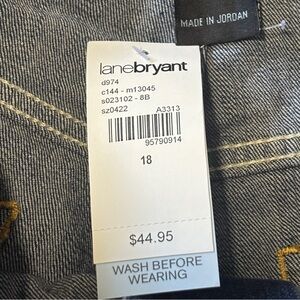 MADE IN JORDAN
lanebryant
d974
c144 - m13045
s023102 - 8B
sz0422 A3313
95790914
18
$44.95
WASH BEFORE
WEARING